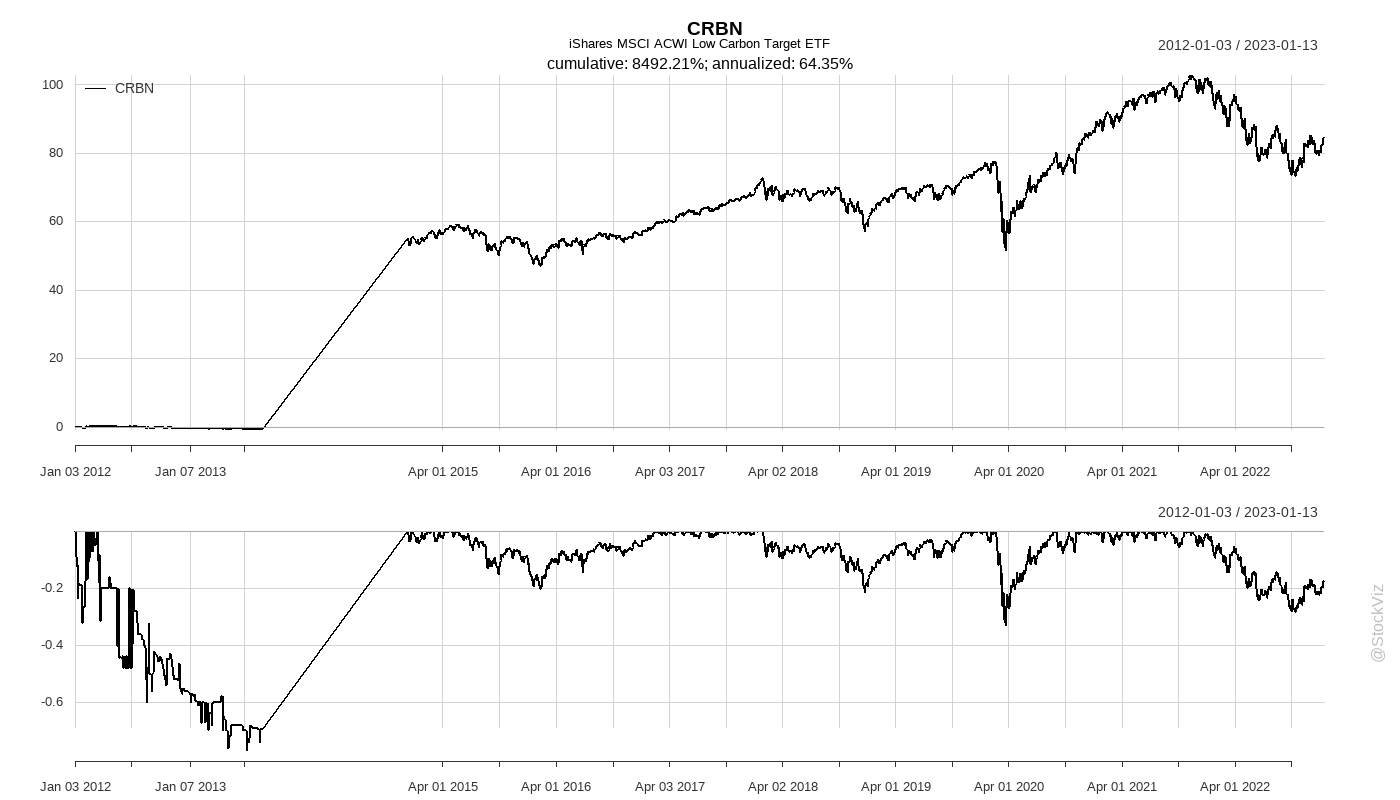 CRBN
iShares MSCI ACWI Low Carbon Target ETF
cumulative: 8492.21%; annualized: 64.35%
2012-01-03 / 2023-01-13
CRBN
100
80
60
40
20
0
Jan 03 2012 Jan 07 2013 Apr 01 2015 Apr 01 2016 Apr 03 2017 Apr 02 2018 Apr 01 2019 Apr 01 2020 Apr 01 2021 Apr 01 2022
2012-01-03 / 2023-01-13
-0.2
-0.4
-0.6
Jan 03 2012 Jan 07 2013 Apr 01 2015 Apr 01 2016 Apr 03 2017 Apr 02 2018 Apr 01 2019 Apr 01 2020 Apr 01 2021 Apr 01 2022
@StockViz